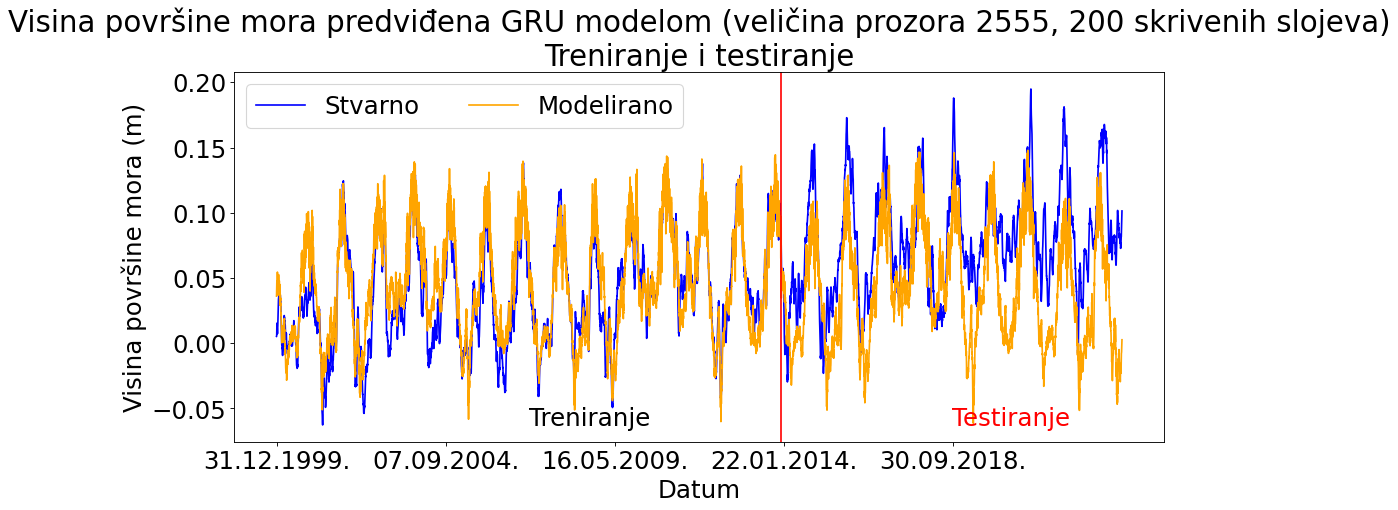 Visina površine mora predviđena GRU modelom (veličina prozora 2555, 200 skrivenih slojeva)
Treniranje i testiranje
Stvarno
Modelirano
Visina površine mora (m)
0.20
0.15
0.10
0.05
0.00
−0.05
Treniranje
Testiranje
31.12.1999.
07.09.2004.
16.05.2009.
22.01.2014.
30.09.2018.
Datum